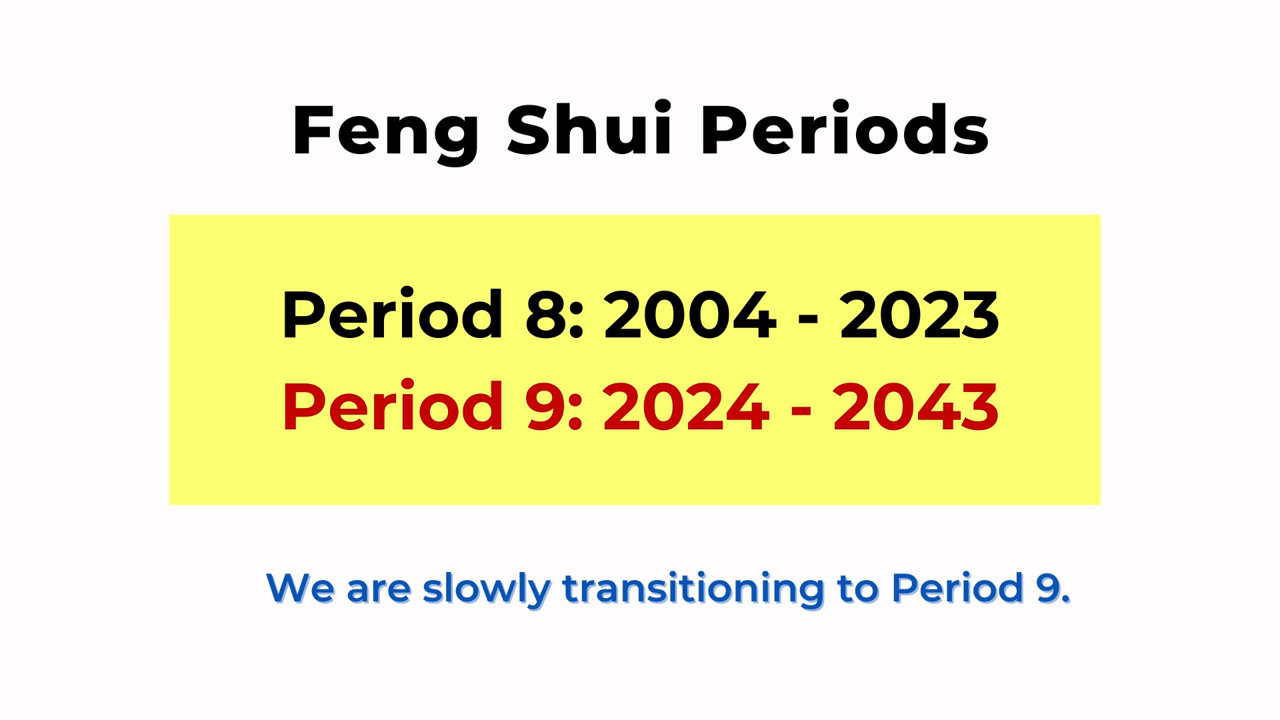 Feng Shui Periods
Period 8: 2004 - 2023
Period 9: 2024 - 2043
We are slowly transitioning to Period 9.